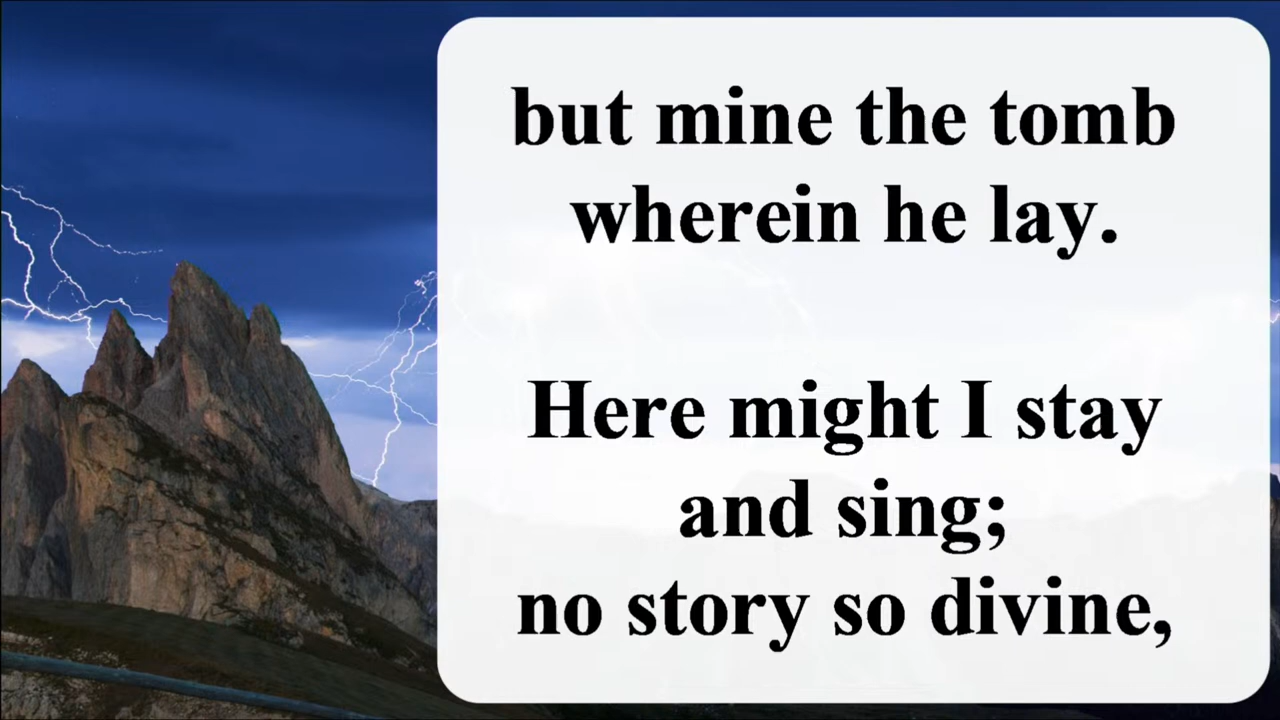 but mine the tomb
wherein he lay.
Here might I stay
and sing;
no story so divine,